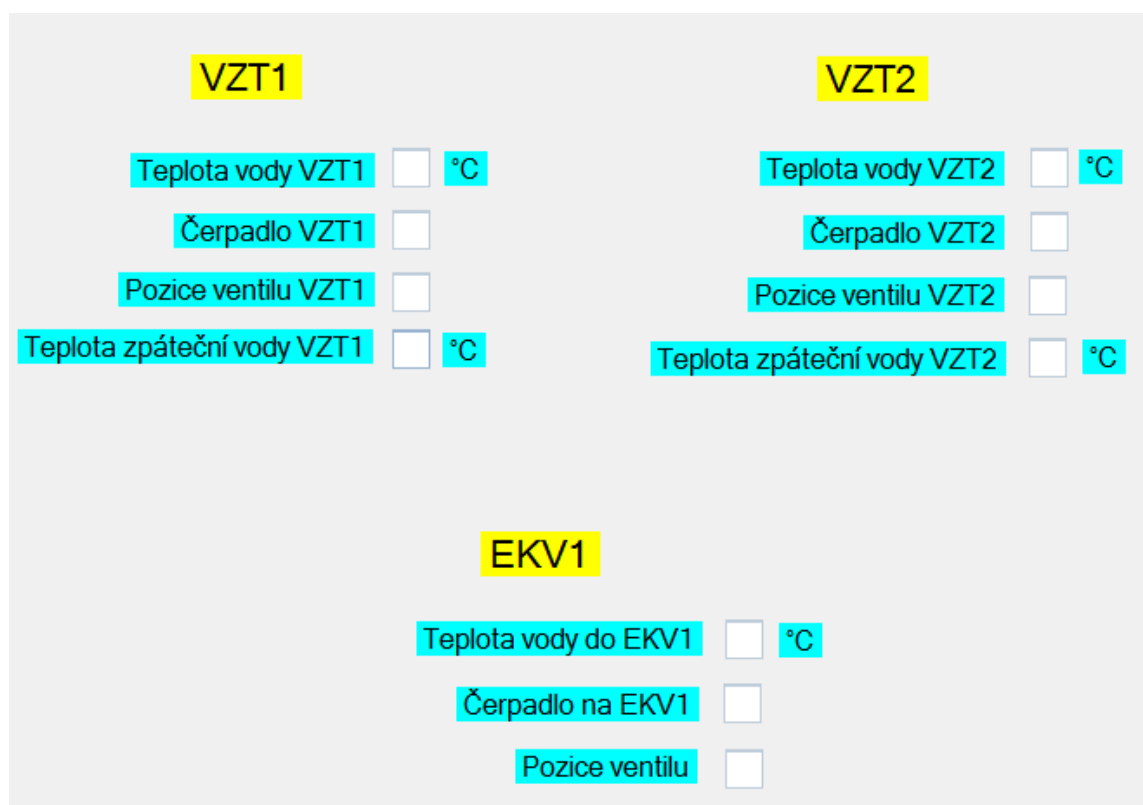 VZT1
Teplota vody VZT1 °C
Čerpadlo VZT1
Pozice ventilu VZT1
Teplota zpáteční vody VZT1 °C
VZT2
Teplota vody VZT2 °C
Čerpadlo VZT2
Pozice ventilu VZT2
Teplota zpáteční vody VZT2 °C
EKV1
Teplota vody do EKV1 °C
Čerpadlo na EKV1
Pozice ventilu